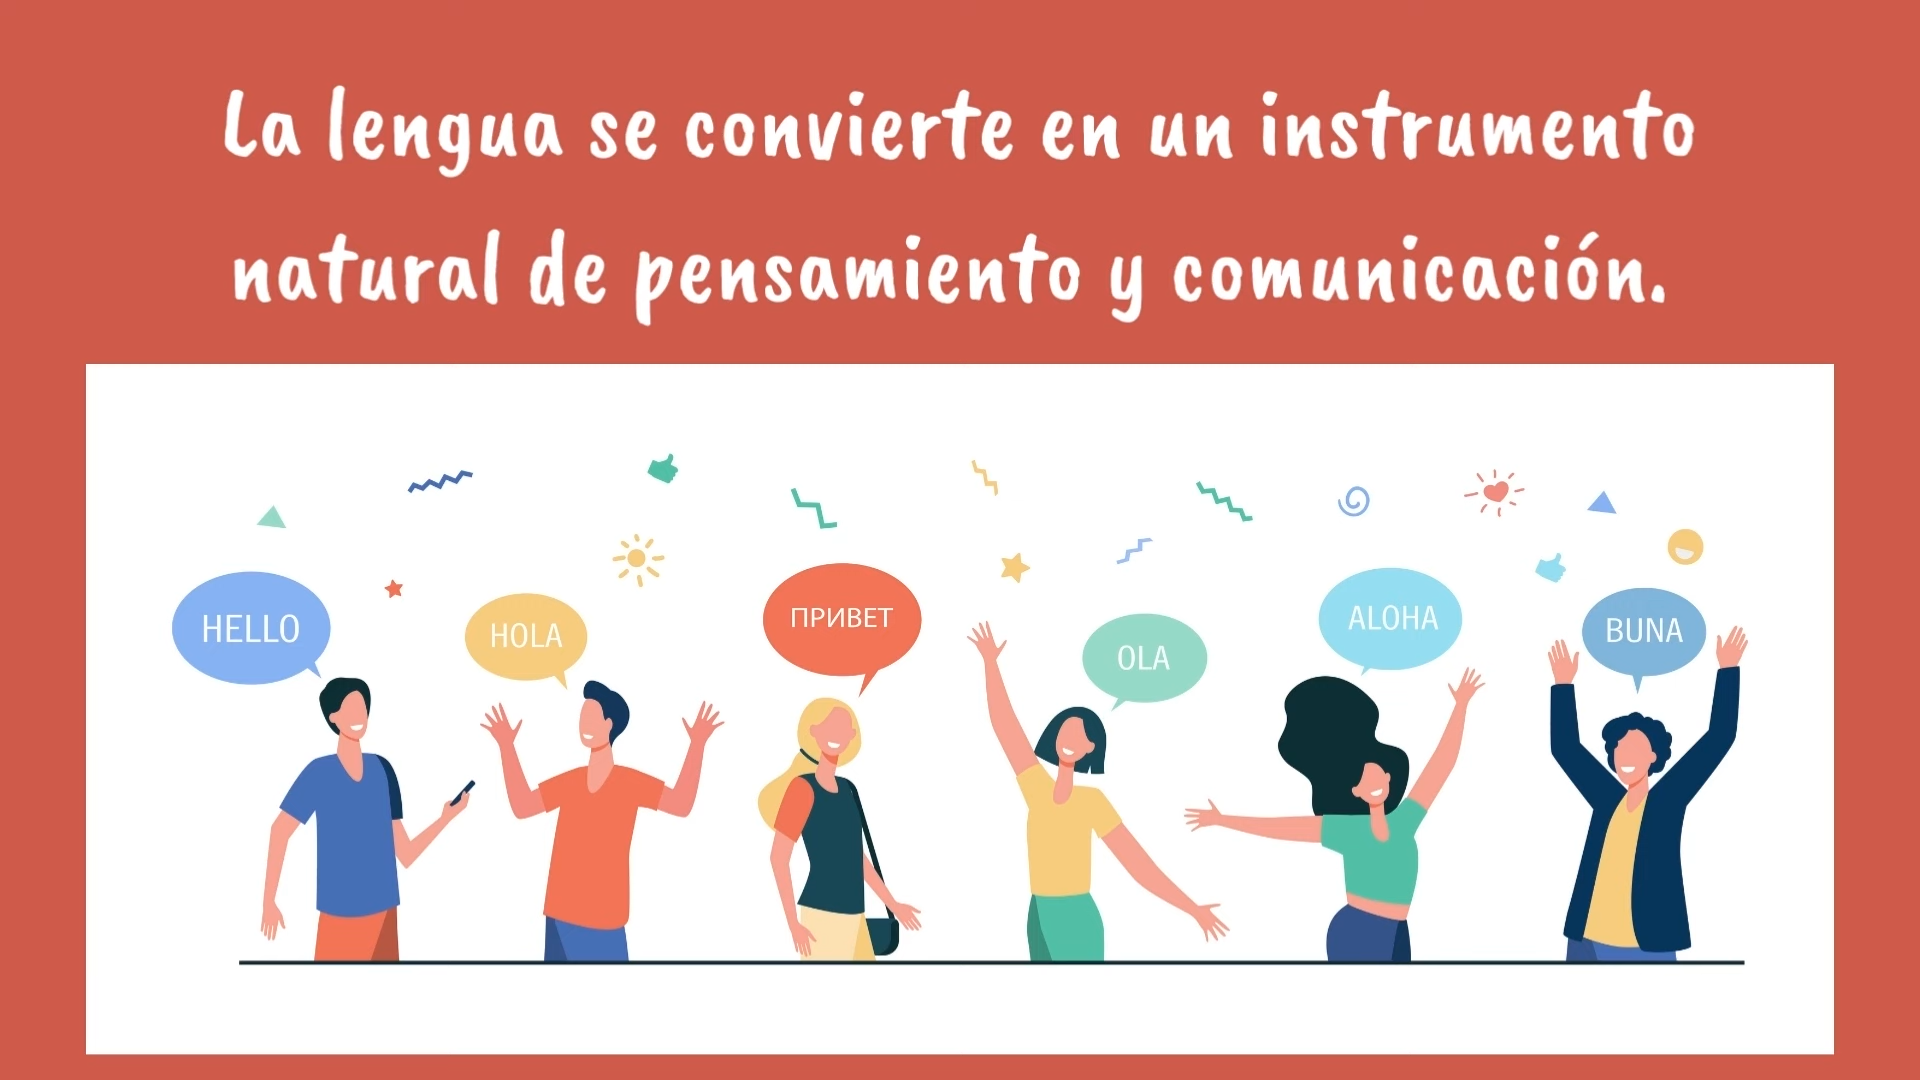 La lengua se convierte en un instrumento
natural de pensamiento y comunicación.
HELLO
HOLA
ПРИВЕТ
OLA
ALOHA
BUNA